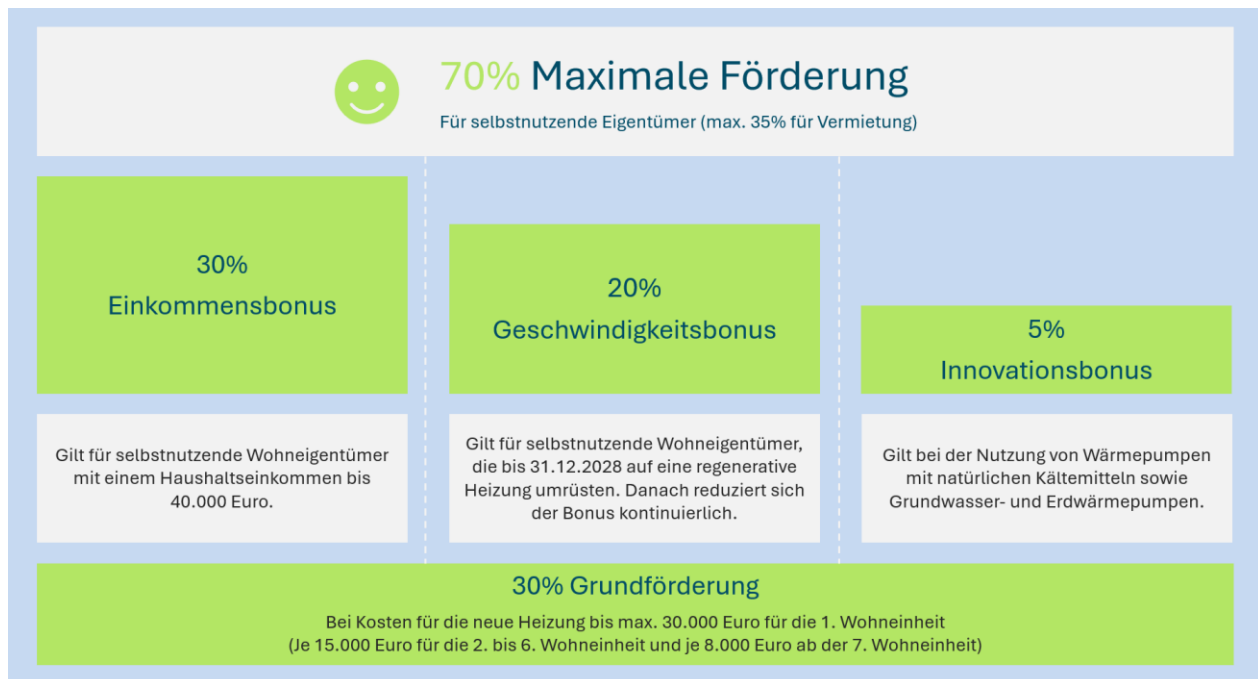 70% Maximale Förderung
Für selbstnutzende Eigentümer (max. 35% für Vermietung)
30%
Einkommensbonus
Gilt für selbstnutzende Wohneigentümer
mit einem Haushaltseinkommen bis
40.000 Euro.
20%
Geschwindigkeitsbonus
Gilt für selbstnutzende Wohneigentümer,
die bis 31.12.2028 auf eine regenerative
Heizung umrüsten. Danach reduziert sich
der Bonus kontinuierlich.
5%
Innovationsbonus
Gilt bei der Nutzung von Wärmepumpen
mit natürlichen Kältemitteln sowie
Grundwasser- und Erdwärmepumpen.
30% Grundförderung
Bei Kosten für die neue Heizung bis max. 30.000 Euro für die 1. Wohneinheit
(Je 15.000 Euro für die 2. bis 6. Wohneinheit und je 8.000 Euro ab der 7. Wohneinheit)